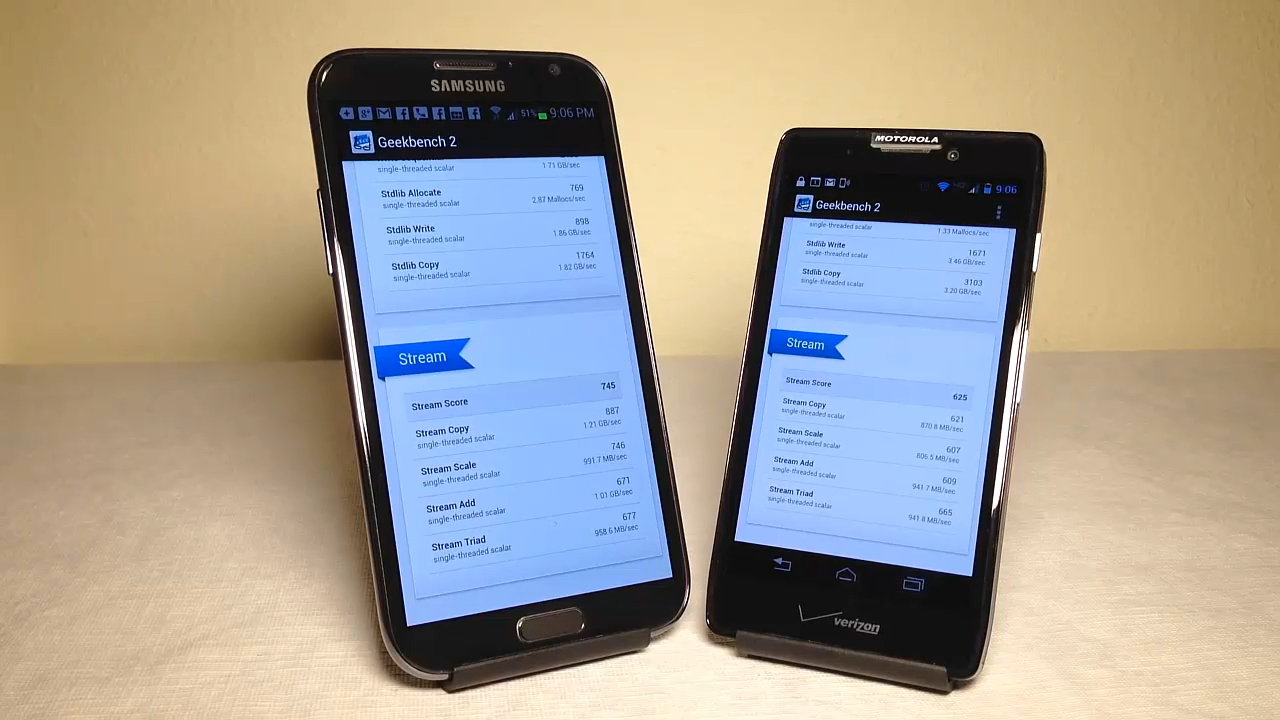 SAMSUNG
51% 9:06 PM
Geekbench 2
single-threaded scalar 1.71 GB/sec
Stdlib Allocate 769
single-threaded scalar 2.87 Mallocs/sec
Stdlib Write 898
single-threaded scalar 1.86 GB/sec
Stdlib Copy 1764
single-threaded scalar 1.82 GB/sec
Stream
Stream Score 745
Stream Copy 887
single-threaded scalar 1.21 GB/sec
Stream Scale 746
single-threaded scalar 991.7 MB/sec
Stream Add 671
single-threaded scalar 1.01 GB/sec
Stream Triad 677
single-threaded scalar 958.6 MB/sec
MOTOROLA
9:06
Geekbench 2
single-threaded scalar 1.33 Mallocs/sec
Stdlib Write 1671
single-threaded scalar 3.46 GB/sec
Stdlib Copy 3103
single-threaded scalar 3.20 GB/sec
Stream
Stream Score 625
Stream Copy 621
single-threaded scalar 870.8 MB/sec
Stream Scale 607
single-threaded scalar 806.5 MB/sec
Stream Add 609
single-threaded scalar 941.7 MB/sec
Stream Triad 665
single-threaded scalar 941.8 MB/sec
verizon